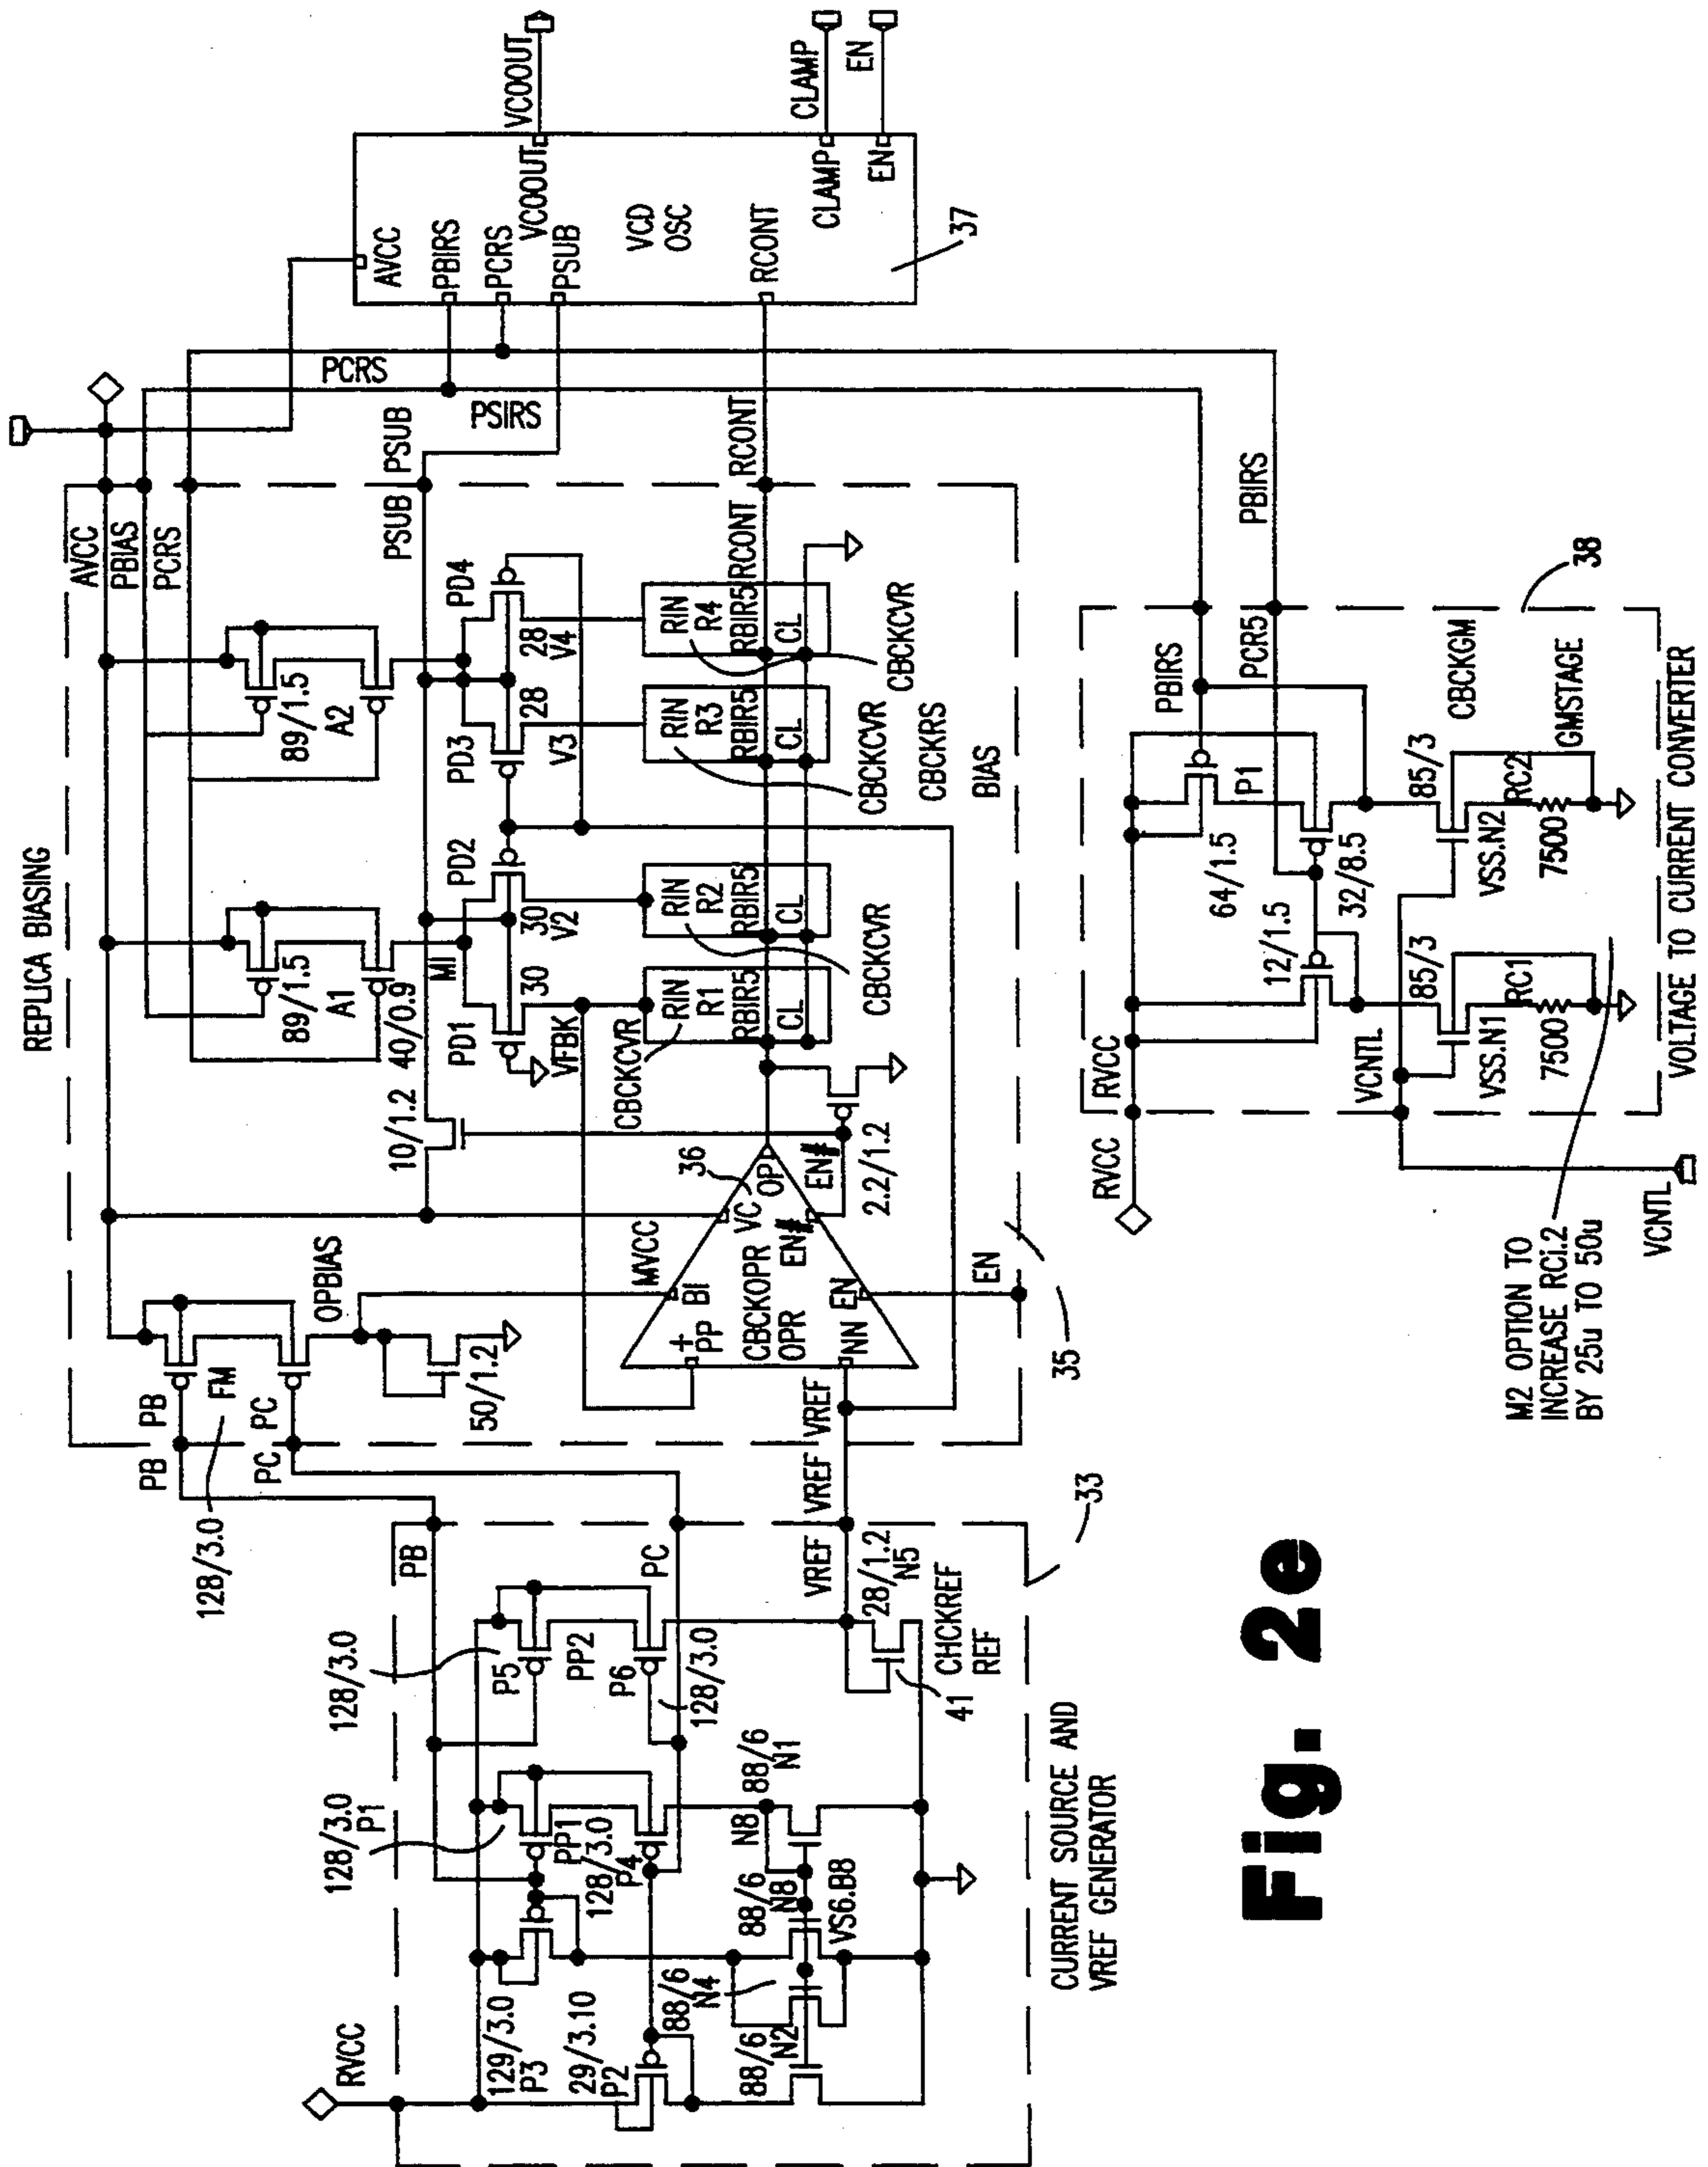 RVCC
129/3.0
P3
29/3.10
P2
88/6
N2
88/6
N4
128/3.0
P1
PP1
128/3.0
P4
88/6
N8
VS6.B8
N8
88/6
N1
128/3.0
P5
PP2
P6
128/3.0
PB
PC
VREF
28/1.2
N5
CHCKREF
REF
41
33
CURRENT SOURCE AND
VREF GENERATOR
128/3.0
PB
PC
VREF
REPLICA BIASING
PB
FM
PC
VREF
OPBIAS
50/1.2
MVCC
BI
+
PP
CBCKOPR
OPR
NN
EN
VC
36
OP
EN#
EN#
2.2/1.2
EN
35
10/1.2
89/1.5
A1
40/0.9
MI
PD1
30
VFBK
CBCKCVR
PD2
30
V2
RIN
R1
RBIR5
CL
RIN
R2
RBIR5
CL
CBCKCVR
89/1.5
A2
PD3
28
V3
PD4
28
V4
RIN
R3
RBIR5
CL
RIN
R4
RBIR5
CL
CBCKCVR
CBCKCVR
CBCKRS
BIAS
AVCC
PBIAS
PCRS
PSUB
RCONT
PSUB
RCONT
PCRS
PSIRS
AVCC
PBIRS
PCRS
VCOOUT
PSUB
VCD
OSC
RCONT
CLAMP
EN
37
VCOOUT
CLAMP
EN
RVCC
RVCC
VCNTL
VCNTL
12/1.5
64/1.5
P1
32/8.5
85/3
VSS.N1
RC1
7500
85/3
VSS.N2
RC2
7500
PBIRS
PCR5
CBCKGM
GMSTAGE
PBIRS
38
VOLTAGE TO CURRENT CONVERTER
M2 OPTION TO
INCREASE RCi.2
BY 25u TO 50u
Fig. 2e